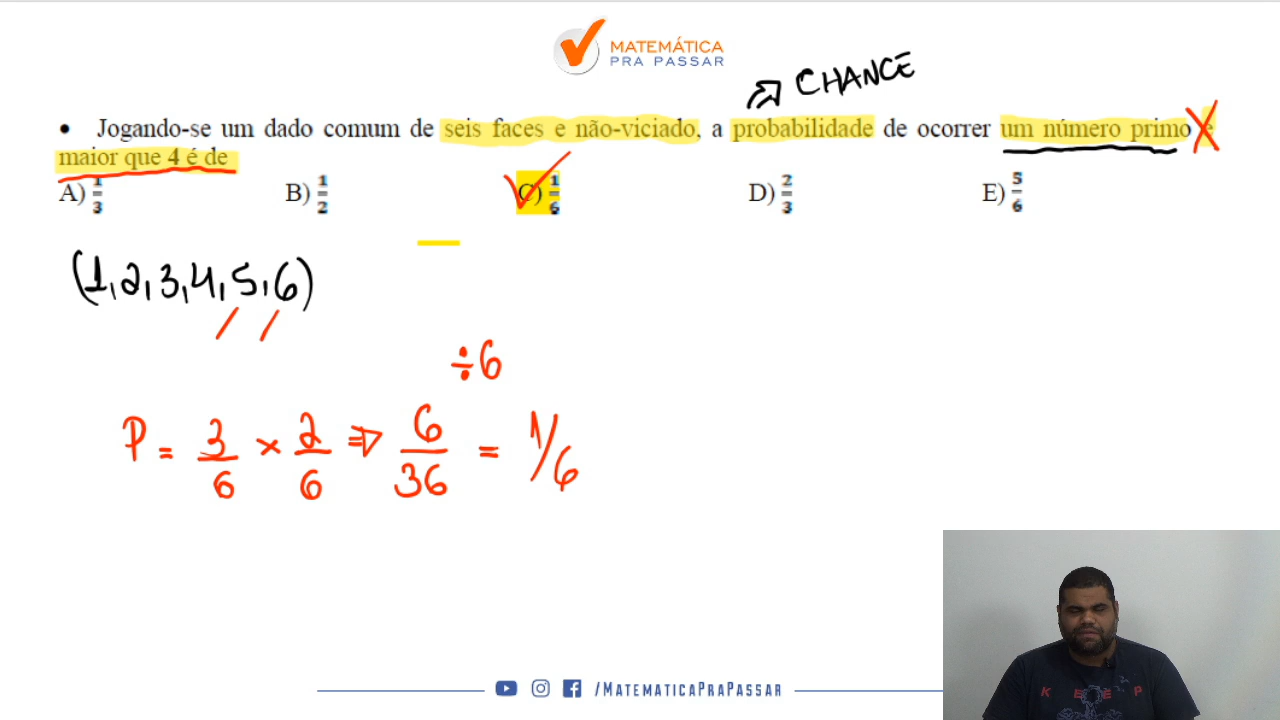 MATEMÁTICA
PRA PASSAR
CHANCE
• Jogando-se um dado comum de seis faces e não-viciado, a probabilidade de ocorrer um número primo e
maior que 4 é de
A) 1/3 B) 1/2 C) 1/6 D) 2/3 E) 5/6
(1,2,3,4,5,6)
÷6
P = 3/6 × 2/6 ⇒ 6/36 = 1/6
/MatematicaPraPassar
KEEP